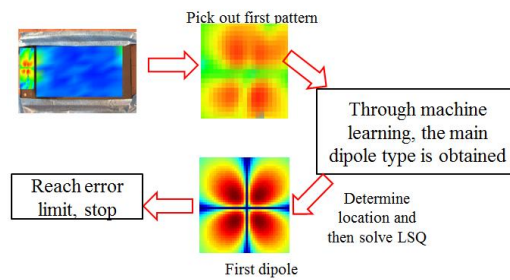 Pick out first pattern
Through machine
learning, the main
dipole type is obtained
Determine
location and
then solve LSQ
First dipole
Reach error
limit, stop